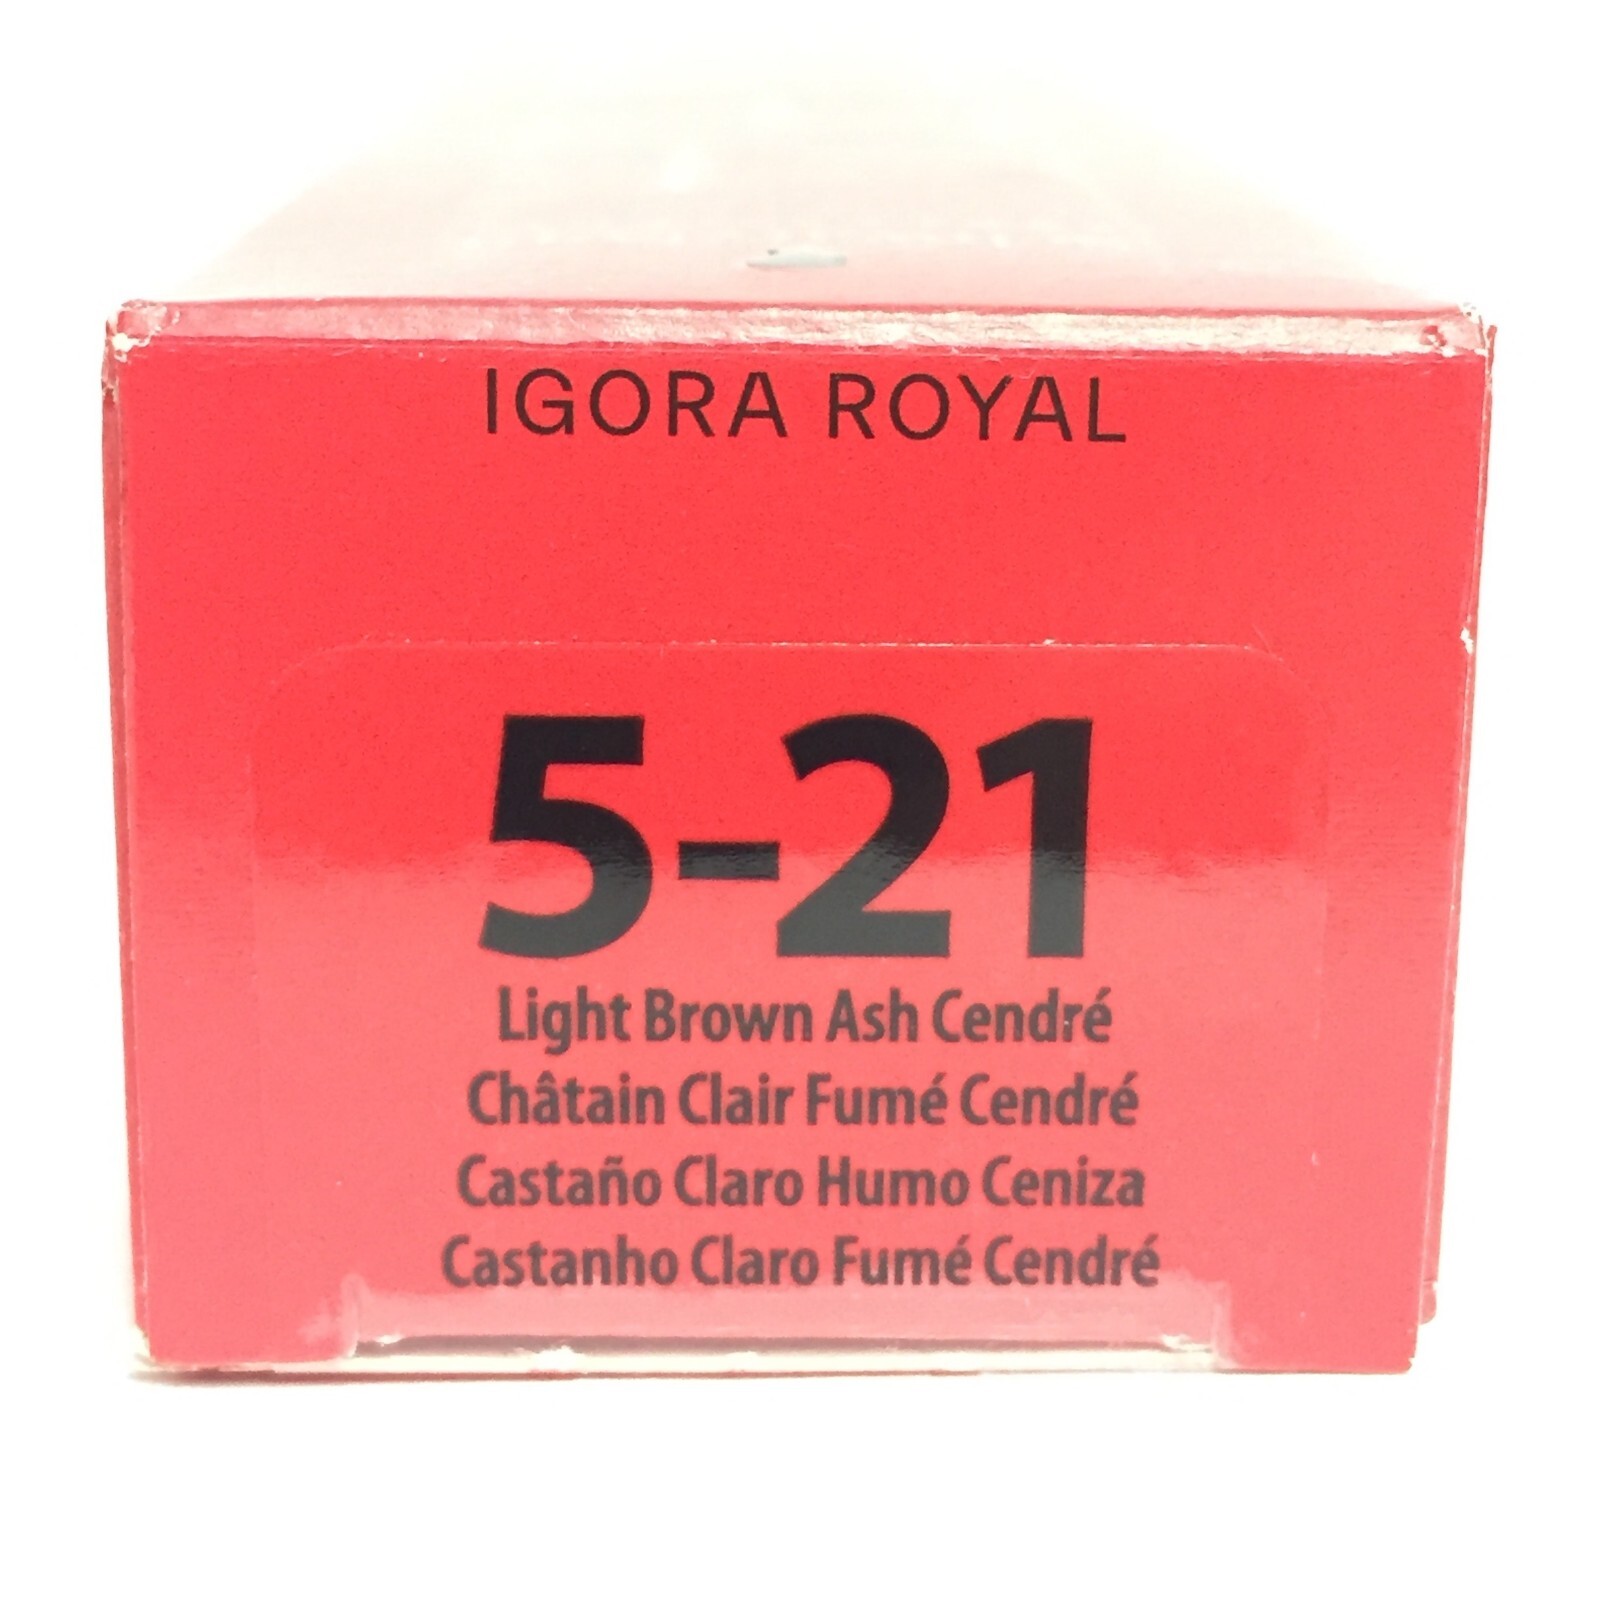 IGORA ROYAL
5-21
Light Brown Ash Cendré
Châtain Clair Fumé Cendré
Castaño Claro Humo Ceniza
Castanho Claro Fumé Cendré